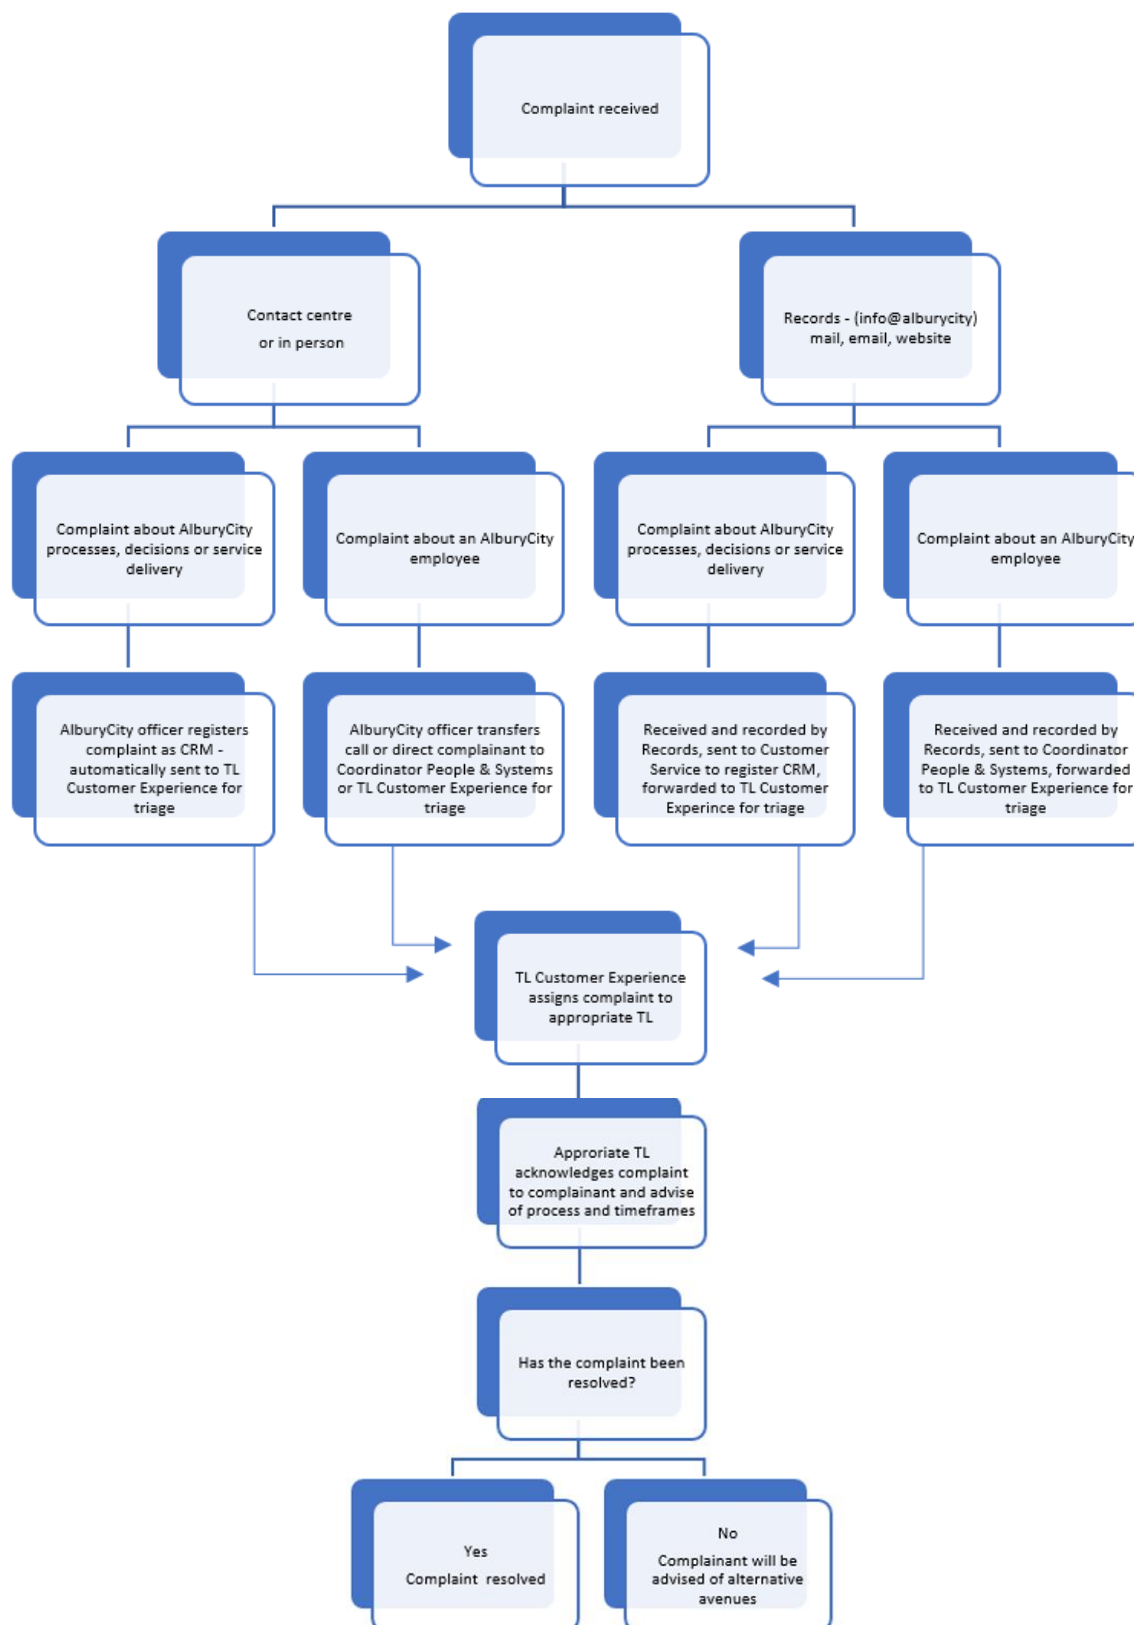 Complaint received
Contact centre
or in person
Records - (info@alburycity)
mail, email, website
Complaint about AlburyCity
processes, decisions or service
delivery
Complaint about an AlburyCity
employee
Complaint about AlburyCity
processes, decisions or service
delivery
Complaint about an AlburyCity
employee
AlburyCity officer registers
complaint as CRM -
automatically sent to TL
Customer Experience for
triage
AlburyCity officer transfers
call or direct complainant to
Coordinator People & Systems
or TL Customer Experience for
triage
Received and recorded by
Records, sent to Customer
Service to register CRM,
forwarded to TL Customer
Experince for triage
Received and recorded by
Records, sent to Coordinator
People & Systems, forwarded
to TL Customer Experience for
triage
TL Customer Experience
assigns complaint to
appropriate TL
Approriate TL
acknowledges complaint
to complainant and advise
of process and timeframes
Has the complaint been
resolved?
Yes
Complaint resolved
No
Complainant will be
advised of alternative
avenues